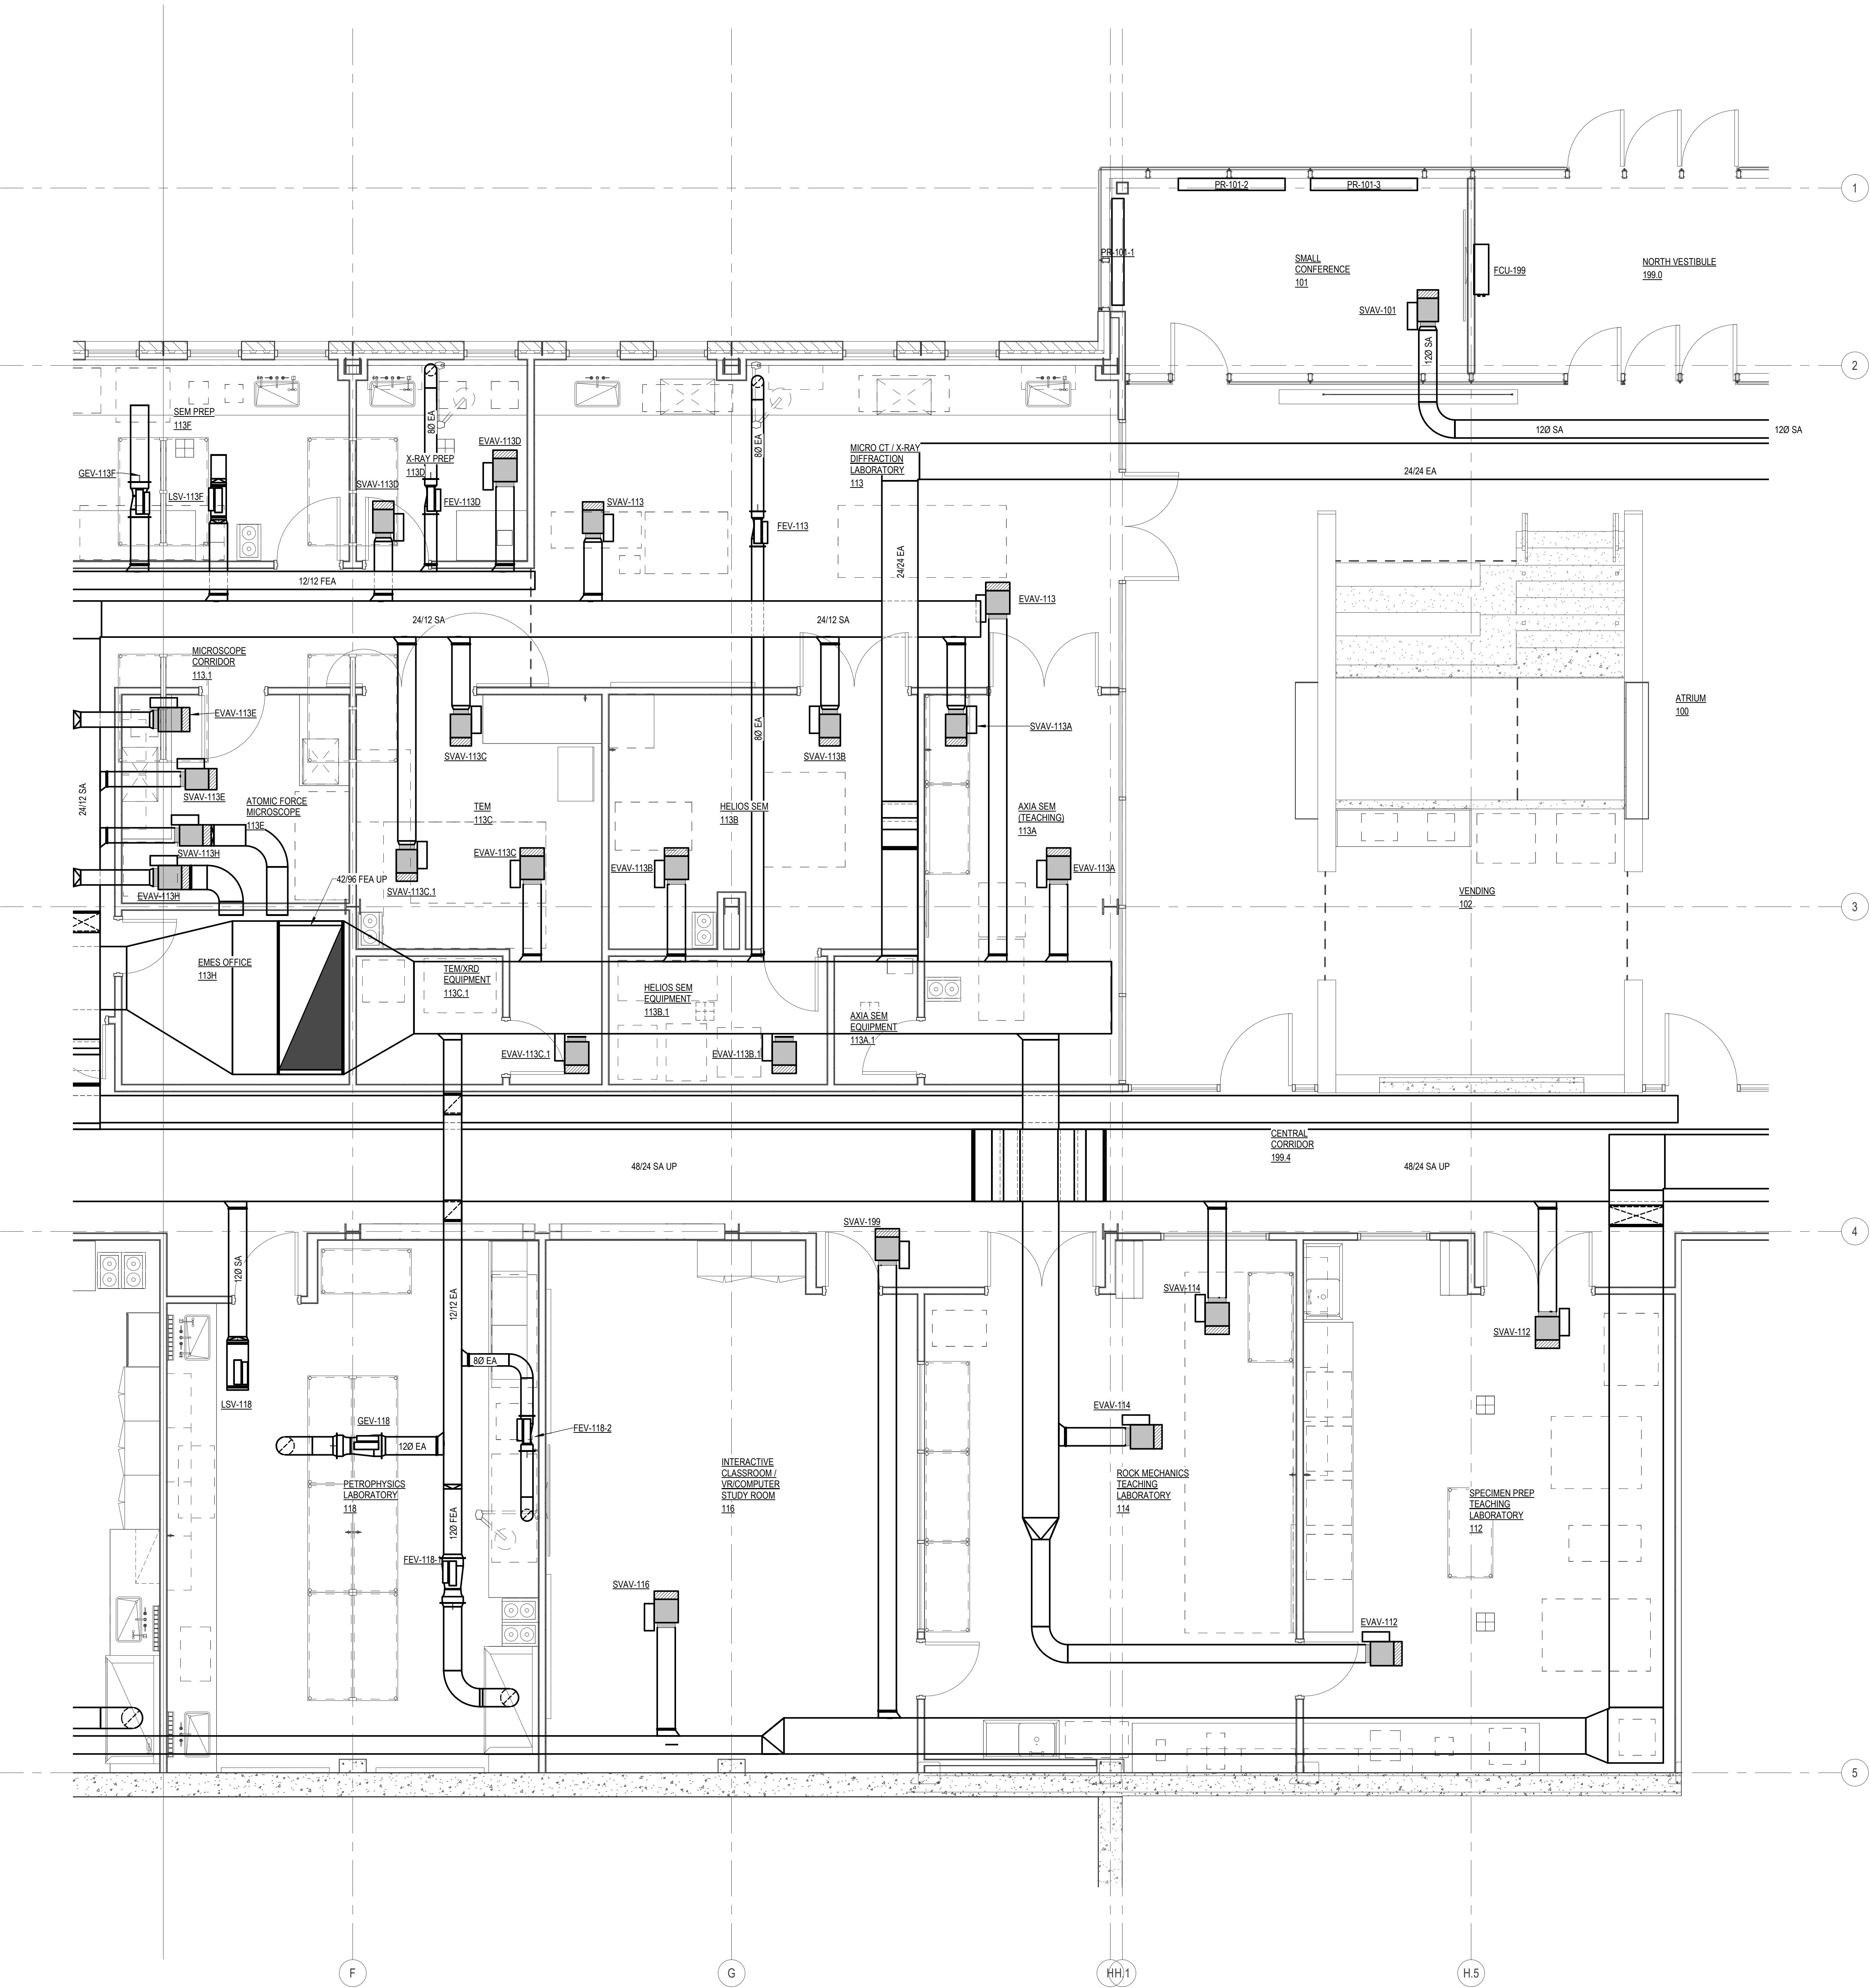 1
PR-101-2
PR-101-3
PR-101-1
SMALL
CONFERENCE
101
FCU-199
NORTH VESTIBULE
199.0
SVAV-101
12Ø SA
2
SEM PREP
113F
8Ø EA
EVAV-113D
8Ø EA
12Ø SA
12Ø SA
X-RAY PREP
113D
MICRO CT / X-RAY
DIFFRACTION
LABORATORY
113
24/24 EA
GEV-113F
LSV-113F
SVAV-113D
FEV-113D
SVAV-113
FEV-113
24/24 EA
12/12 FEA
EVAV-113
24/12 SA
24/12 SA
MICROSCOPE
CORRIDOR
113.1
ATRIUM
100
EVAV-113E
8Ø EA
SVAV-113A
SVAV-113C
SVAV-113B
24/12 SA
SVAV-113E
ATOMIC FORCE
MICROSCOPE
113E
TEM
113C
HELIOS SEM
113B
AXIA SEM
(TEACHING)
113A
SVAV-113H
EVAV-113C
EVAV-113B
EVAV-113A
42/96 FEA UP
SVAV-113C.1
EVAV-113H
VENDING
102
3
EMES OFFICE
113H
TEM/XRD
EQUIPMENT
113C.1
HELIOS SEM
EQUIPMENT
113B.1
AXIA SEM
EQUIPMENT
113A.1
EVAV-113C.1
EVAV-113B.1
CENTRAL
CORRIDOR
199.4
48/24 SA UP
48/24 SA UP
SVAV-199
4
12Ø SA
12/12 EA
SVAV-114
SVAV-112
8Ø EA
LSV-118
GEV-118
EVAV-114
FEV-118-2
12Ø EA
PETROPHYSICS
LABORATORY
118
INTERACTIVE
CLASSROOM /
VR/COMPUTER
STUDY ROOM
116
ROCK MECHANICS
TEACHING
LABORATORY
114
SPECIMEN PREP
TEACHING
LABORATORY
112
12Ø FEA
FEV-118-1
SVAV-116
EVAV-112
5
F
G
H
H.1
H.5